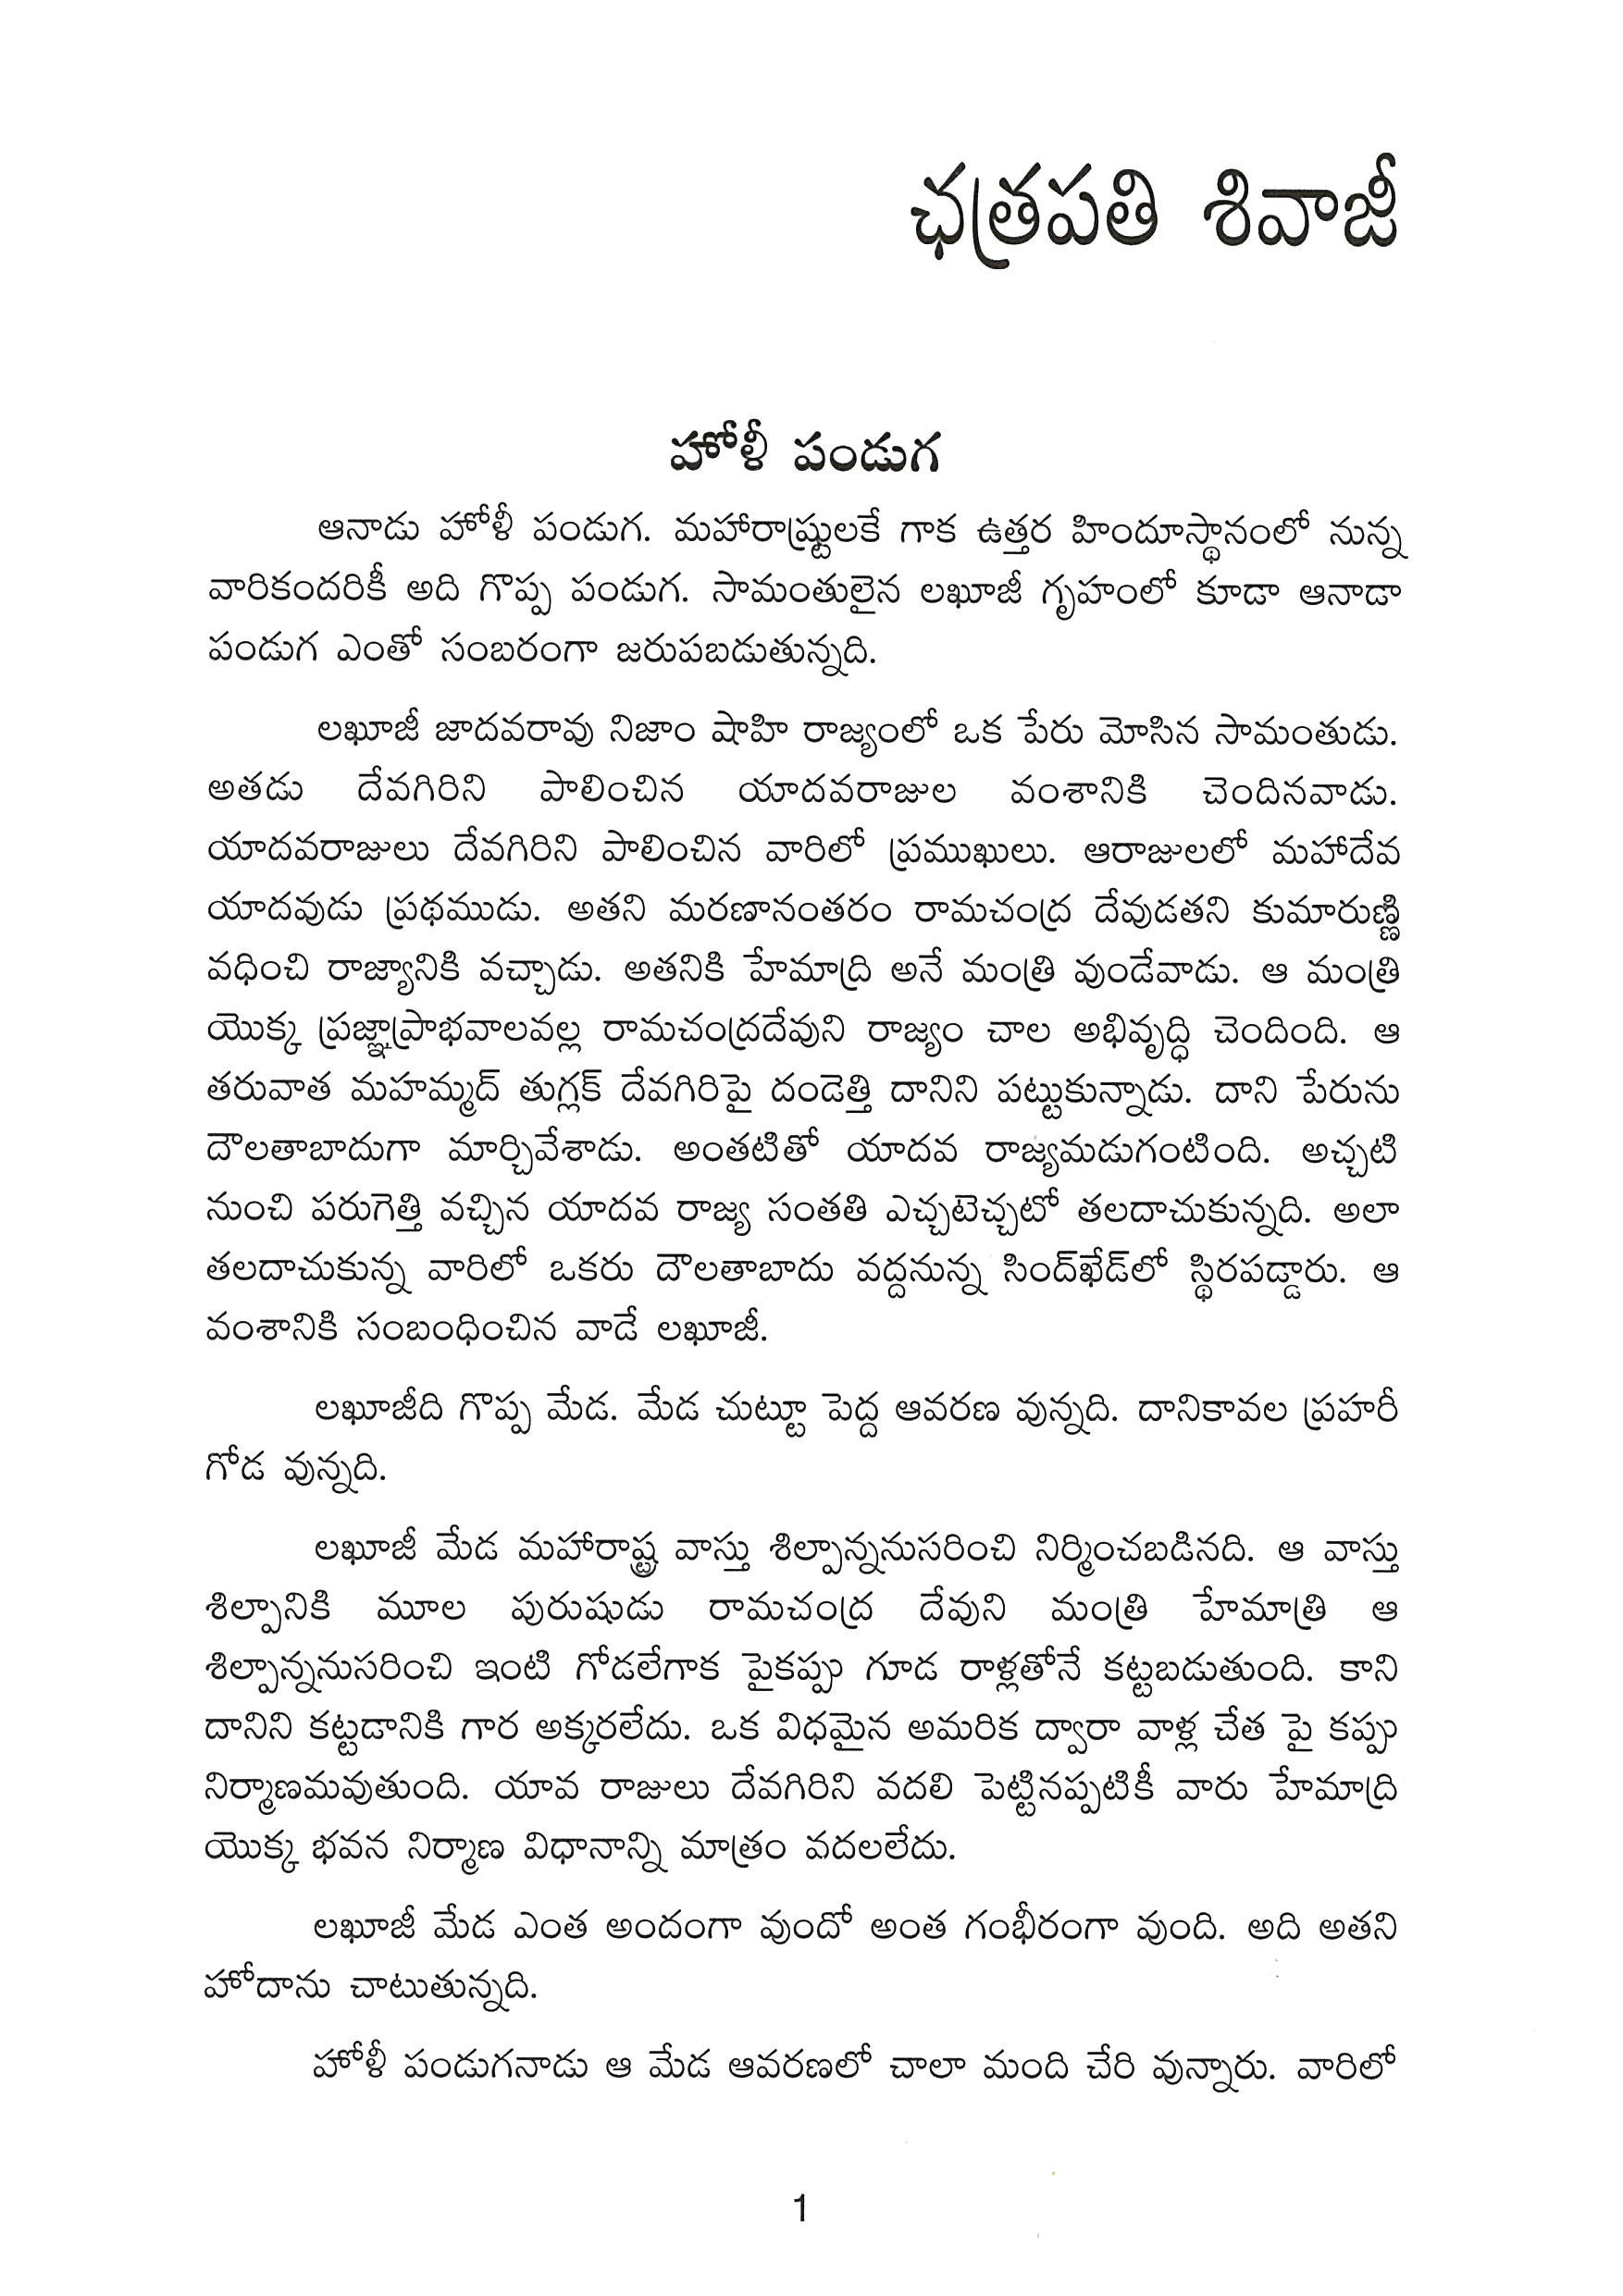 ఛత్రపతి శివాజీ
హోళీ పండుగ
ఆనాడు హోళీ పండుగ. మహారాష్ట్రులకే గాక ఉత్తర హిందూస్థానంలో నున్న
వారికందరికీ అది గొప్ప పండుగ. సామంతులైన లఖూజీ గృహంలో కూడా ఆనాడా
పండుగ ఎంతో సంబరంగా జరుపబడుతున్నది.
లఖూజీ జాదవరావు నిజాం షాహి రాజ్యంలో ఒక పేరు మోసిన సామంతుడు.
అతడు దేవగిరిని పాలించిన యాదవరాజుల వంశానికి చెందినవాడు.
యాదవరాజులు దేవగిరిని పాలించిన వారిలో ప్రముఖులు. ఆరాజులలో మహాదేవ
యాదవుడు ప్రథముడు. అతని మరణానంతరం రామచంద్ర దేవుడతని కుమారుణ్ణి
వధించి రాజ్యానికి వచ్చాడు. అతనికి హేమాద్రి అనే మంత్రి వుండేవాడు. ఆ మంత్రి
యొక్క ప్రజ్ఞాప్రాభవాలవల్ల రామచంద్రదేవుని రాజ్యం చాల అభివృద్ధి చెందింది. ఆ
తరువాత మహమ్మద్ తుగ్లక్ దేవగిరిపై దండెత్తి దానిని పట్టుకున్నాడు. దాని పేరును
దౌలతాబాదుగా మార్చివేశాడు. అంతటితో యాదవ రాజ్యమడుగంటింది. అచ్చటి
నుంచి పరుగెత్తి వచ్చిన యాదవ రాజ్య సంతతి ఎచ్చటెచ్చటో తలదాచుకున్నది. అలా
తలదాచుకున్న వారిలో ఒకరు దౌలతాబాదు వద్దనున్న సింద్‌ఖేడ్‌లో స్థిరపడ్డారు. ఆ
వంశానికి సంబంధించిన వాడే లఖూజీ.
లఖూజీది గొప్ప మేడ. మేడ చుట్టూ పెద్ద ఆవరణ వున్నది. దానికావల ప్రహరీ
గోడ వున్నది.
లఖూజీ మేడ మహారాష్ట్ర వాస్తు శిల్పాన్ననుసరించి నిర్మించబడినది. ఆ వాస్తు
శిల్పానికి మూల పురుషుడు రామచంద్ర దేవుని మంత్రి హేమాత్రి ఆ
శిల్పాన్ననుసరించి ఇంటి గోడలేగాక పైకప్పు గూడ రాళ్లతోనే కట్టబడుతుంది. కాని
దానిని కట్టడానికి గార అక్కరలేదు. ఒక విధమైన అమరిక ద్వారా వాళ్ల చేత పై కప్పు
నిర్మాణమవుతుంది. యావ రాజులు దేవగిరిని వదలి పెట్టినప్పటికీ వారు హేమాద్రి
యొక్క భవన నిర్మాణ విధానాన్ని మాత్రం వదలలేదు.
లఖూజీ మేడ ఎంత అందంగా వుందో అంత గంభీరంగా వుంది. అది అతని
హోదాను చాటుతున్నది.
హోళీ పండుగనాడు ఆ మేడ ఆవరణలో చాలా మంది చేరి వున్నారు. వారిలో
1